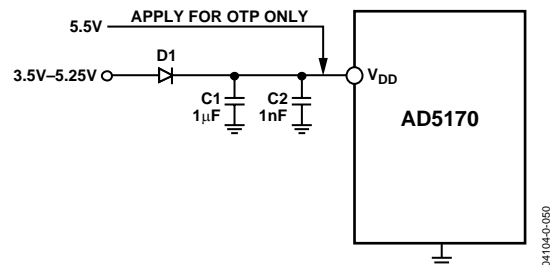 APPLY FOR OTP ONLY
5.5V
D1
3.5V–5.25V
VDD
C1
1μF
C2
1nF
AD5170
04104-0-050